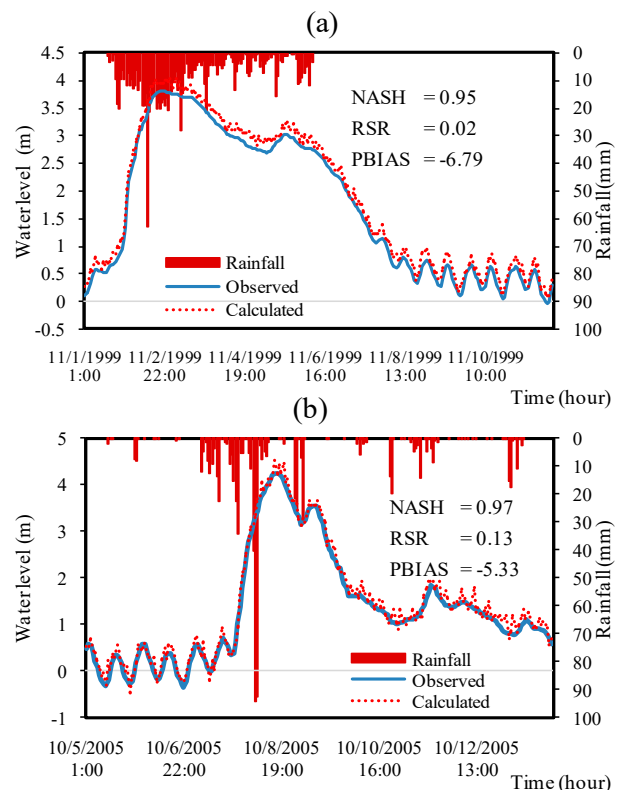 (a)
4.5
4
3.5
3
2.5
2
1.5
1
0.5
0
-0.5
Waterlevel (m)
0
10
20
30
40
50
60
70
80
90
100
Rainfall(mm)
NASH = 0.95
RSR = 0.02
PBIAS = -6.79
Rainfall
Observed
Calculated
11/1/1999 11/2/1999 11/4/1999 11/6/1999 11/8/1999 11/10/1999
1:00 22:00 19:00 16:00 13:00 10:00
Time (hour)
(b)
5
4
3
2
1
0
-1
Waterlevel (m)
0
10
20
30
40
50
60
70
80
90
100
Rainfall(mm)
NASH = 0.97
RSR = 0.13
PBIAS = -5.33
Rainfall
Observed
Calculated
10/5/2005 10/6/2005 10/8/2005 10/10/2005 10/12/2005
1:00 22:00 19:00 16:00 13:00
Time (hour)